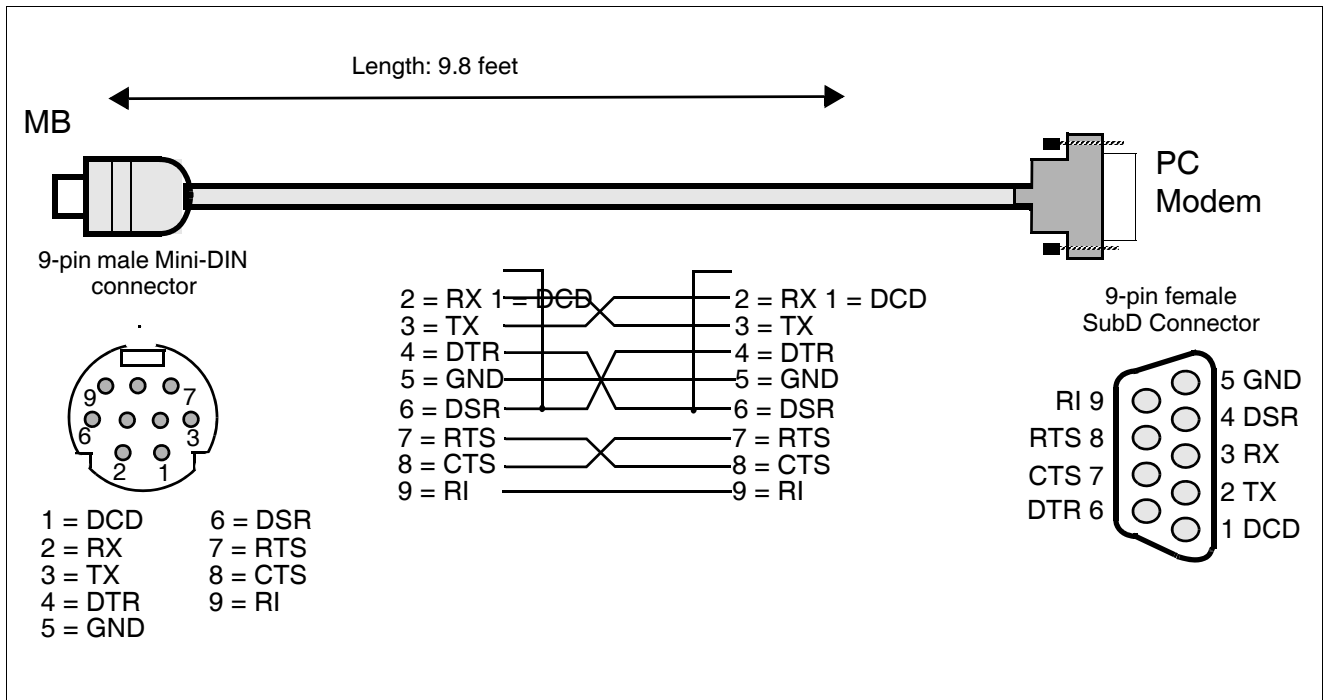 Length: 9.8 feet
MB
PC
Modem
9-pin male Mini-DIN
connector
9
7
6
3
2
1
1 = DCD
2 = RX
3 = TX
4 = DTR
5 = GND
6 = DSR
7 = RTS
8 = CTS
9 = RI
2 = RX 1 = DCD
3 = TX
4 = DTR
5 = GND
6 = DSR
7 = RTS
8 = CTS
9 = RI
2 = RX 1 = DCD
3 = TX
4 = DTR
5 = GND
6 = DSR
7 = RTS
8 = CTS
9 = RI
9-pin female
SubD Connector
RI 9
RTS 8
CTS 7
DTR 6
5 GND
4 DSR
3 RX
2 TX
1 DCD